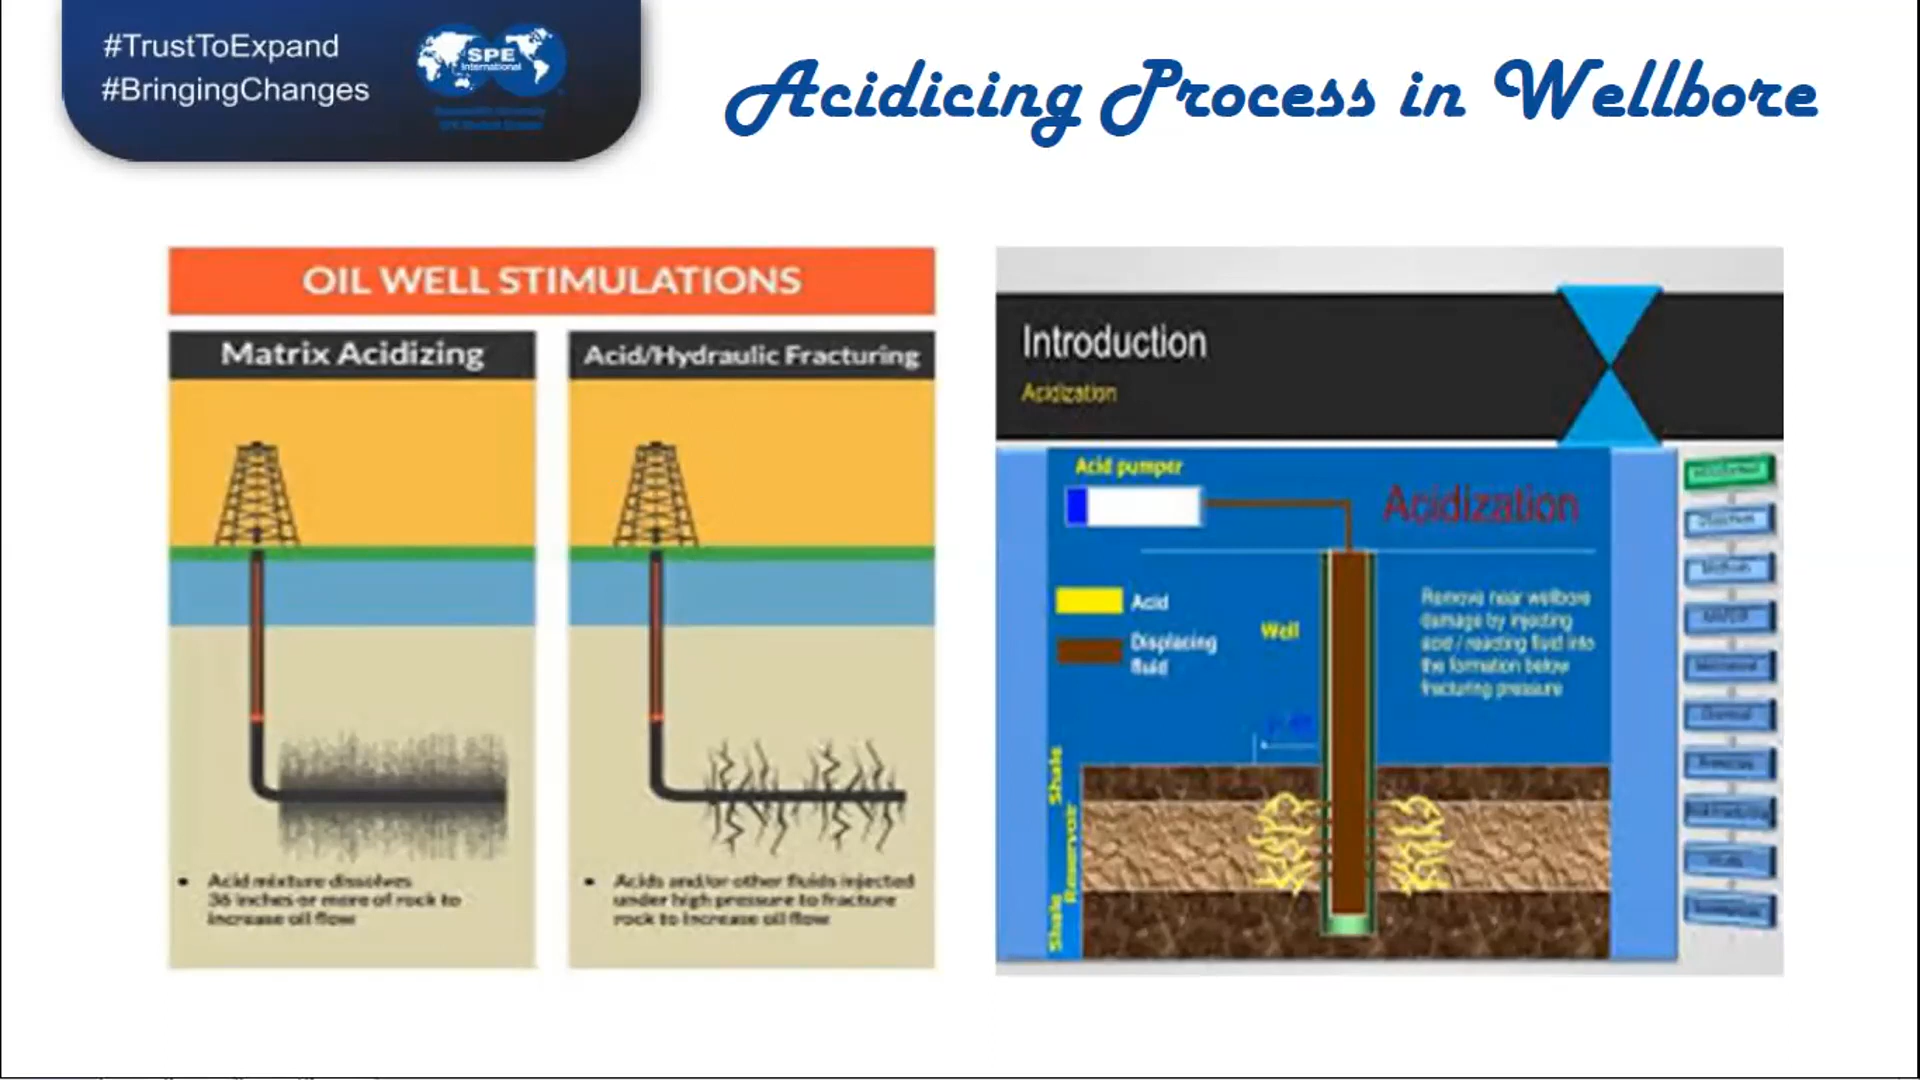 #TrustToExpand
#BringingChanges
SPE
International
Acidicing Process in Wellbore
OIL WELL STIMULATIONS
Matrix Acidizing
• Acid mixture dissolves
36 inches or more of rock to
increase oil flow
Acid/Hydraulic Fracturing
• Acids and/or other fluids injected
under high pressure to fracture
rock to increase oil flow
Introduction
Acidization
Acid pumper
Acidization
Acid
Displacing
fluid
Well
Remove near wellbore
damage by injecting
acid / reacting fluid into
the formation below
fracturing pressure
Shale
Reservoir
Shale